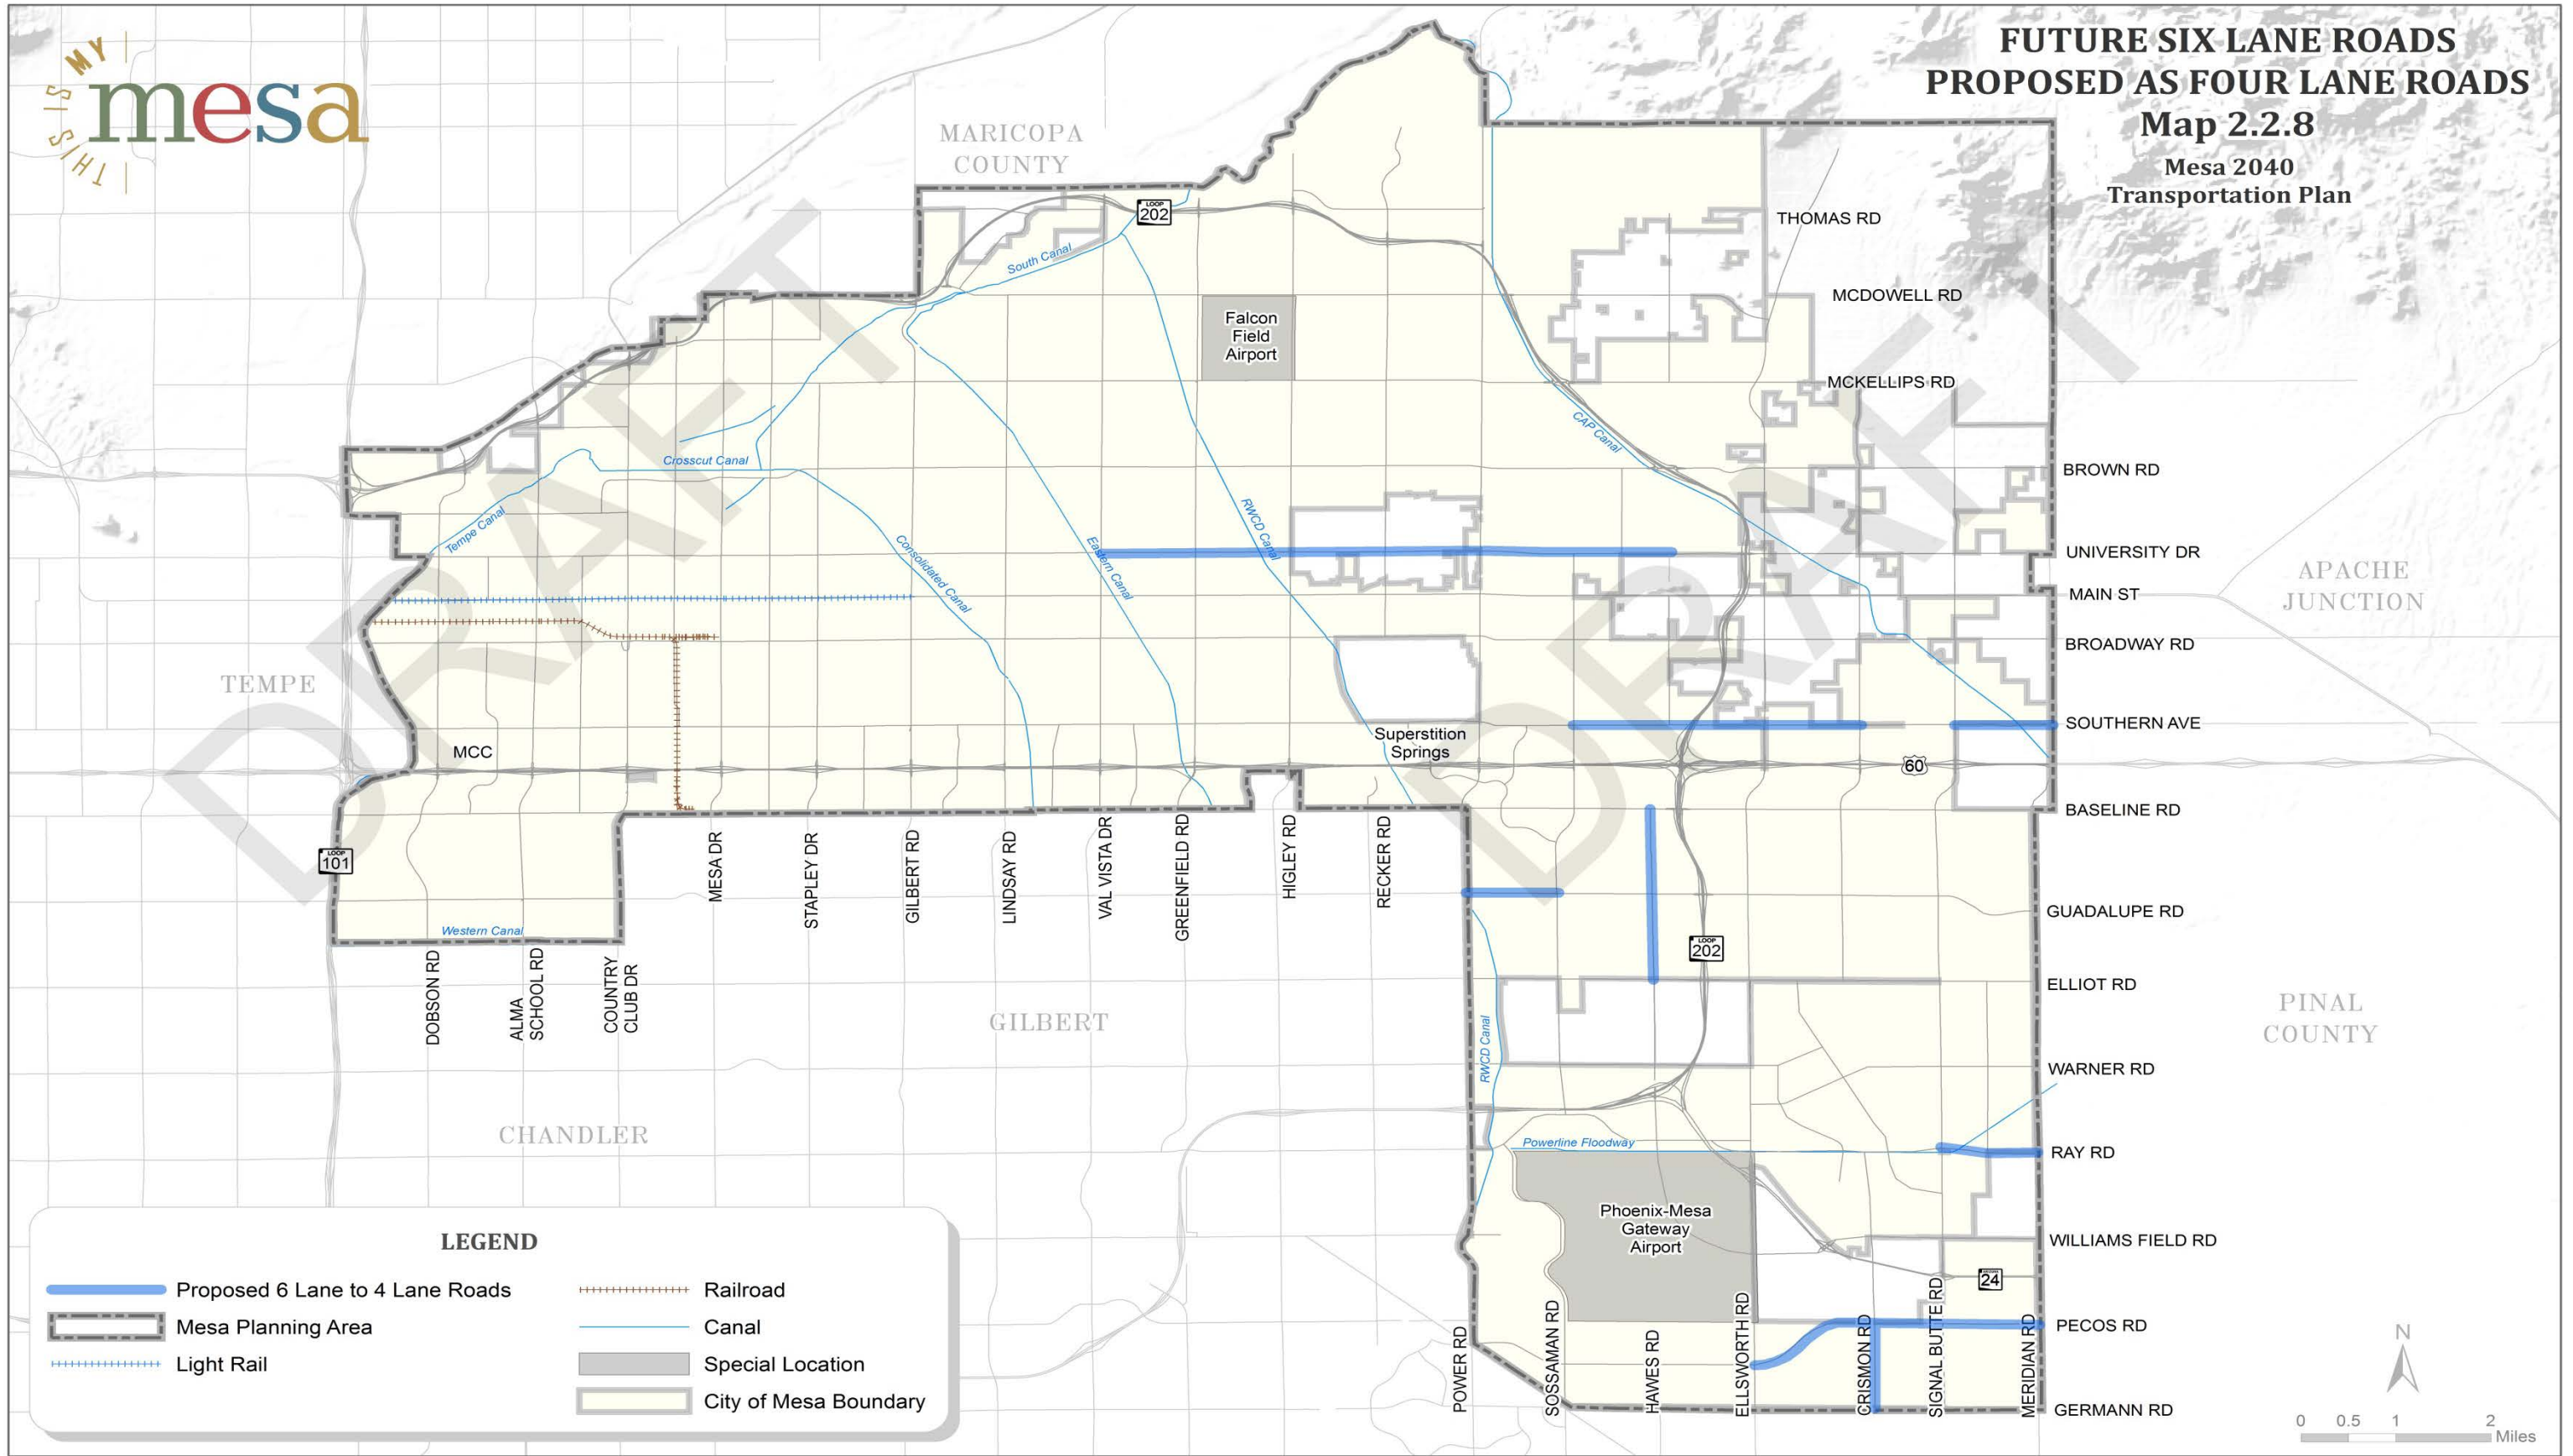 THIS IS MY
mesa
FUTURE SIX LANE ROADS
PROPOSED AS FOUR LANE ROADS
Map 2.2.8
Mesa 2040
Transportation Plan
MARICOPA
COUNTY
LOOP
202
THOMAS RD
South Canal
MCDOWELL RD
Falcon
Field
Airport
MCKELLIPS RD
CAP Canal
DRAFT
DRAFT
Crosscut Canal
BROWN RD
Tempe Canal
Consolidated Canal
Eastern Canal
RWCD Canal
UNIVERSITY DR
APACHE
JUNCTION
MAIN ST
BROADWAY RD
TEMPE
SOUTHERN AVE
Superstition
Springs
MCC
60
BASELINE RD
LOOP
101
MESA DR
STAPLEY DR
GILBERT RD
LINDSAY RD
VAL VISTA DR
GREENFIELD RD
HIGLEY RD
RECKER RD
GUADALUPE RD
Western Canal
LOOP
202
DOBSON RD
ALMA
SCHOOL RD
COUNTRY
CLUB DR
ELLIOT RD
GILBERT
PINAL
COUNTY
RWCD Canal
WARNER RD
CHANDLER
Powerline Floodway
RAY RD
Phoenix-Mesa
Gateway
Airport
WILLIAMS FIELD RD
24
PECOS RD
POWER RD
SOSSAMAN RD
HAWES RD
ELLSWORTH RD
CRISMON RD
SIGNAL BUTTE RD
MERIDIAN RD
GERMANN RD
LEGEND
Proposed 6 Lane to 4 Lane Roads
Mesa Planning Area
Light Rail
Railroad
Canal
Special Location
City of Mesa Boundary
N
0 0.5 1 2
Miles